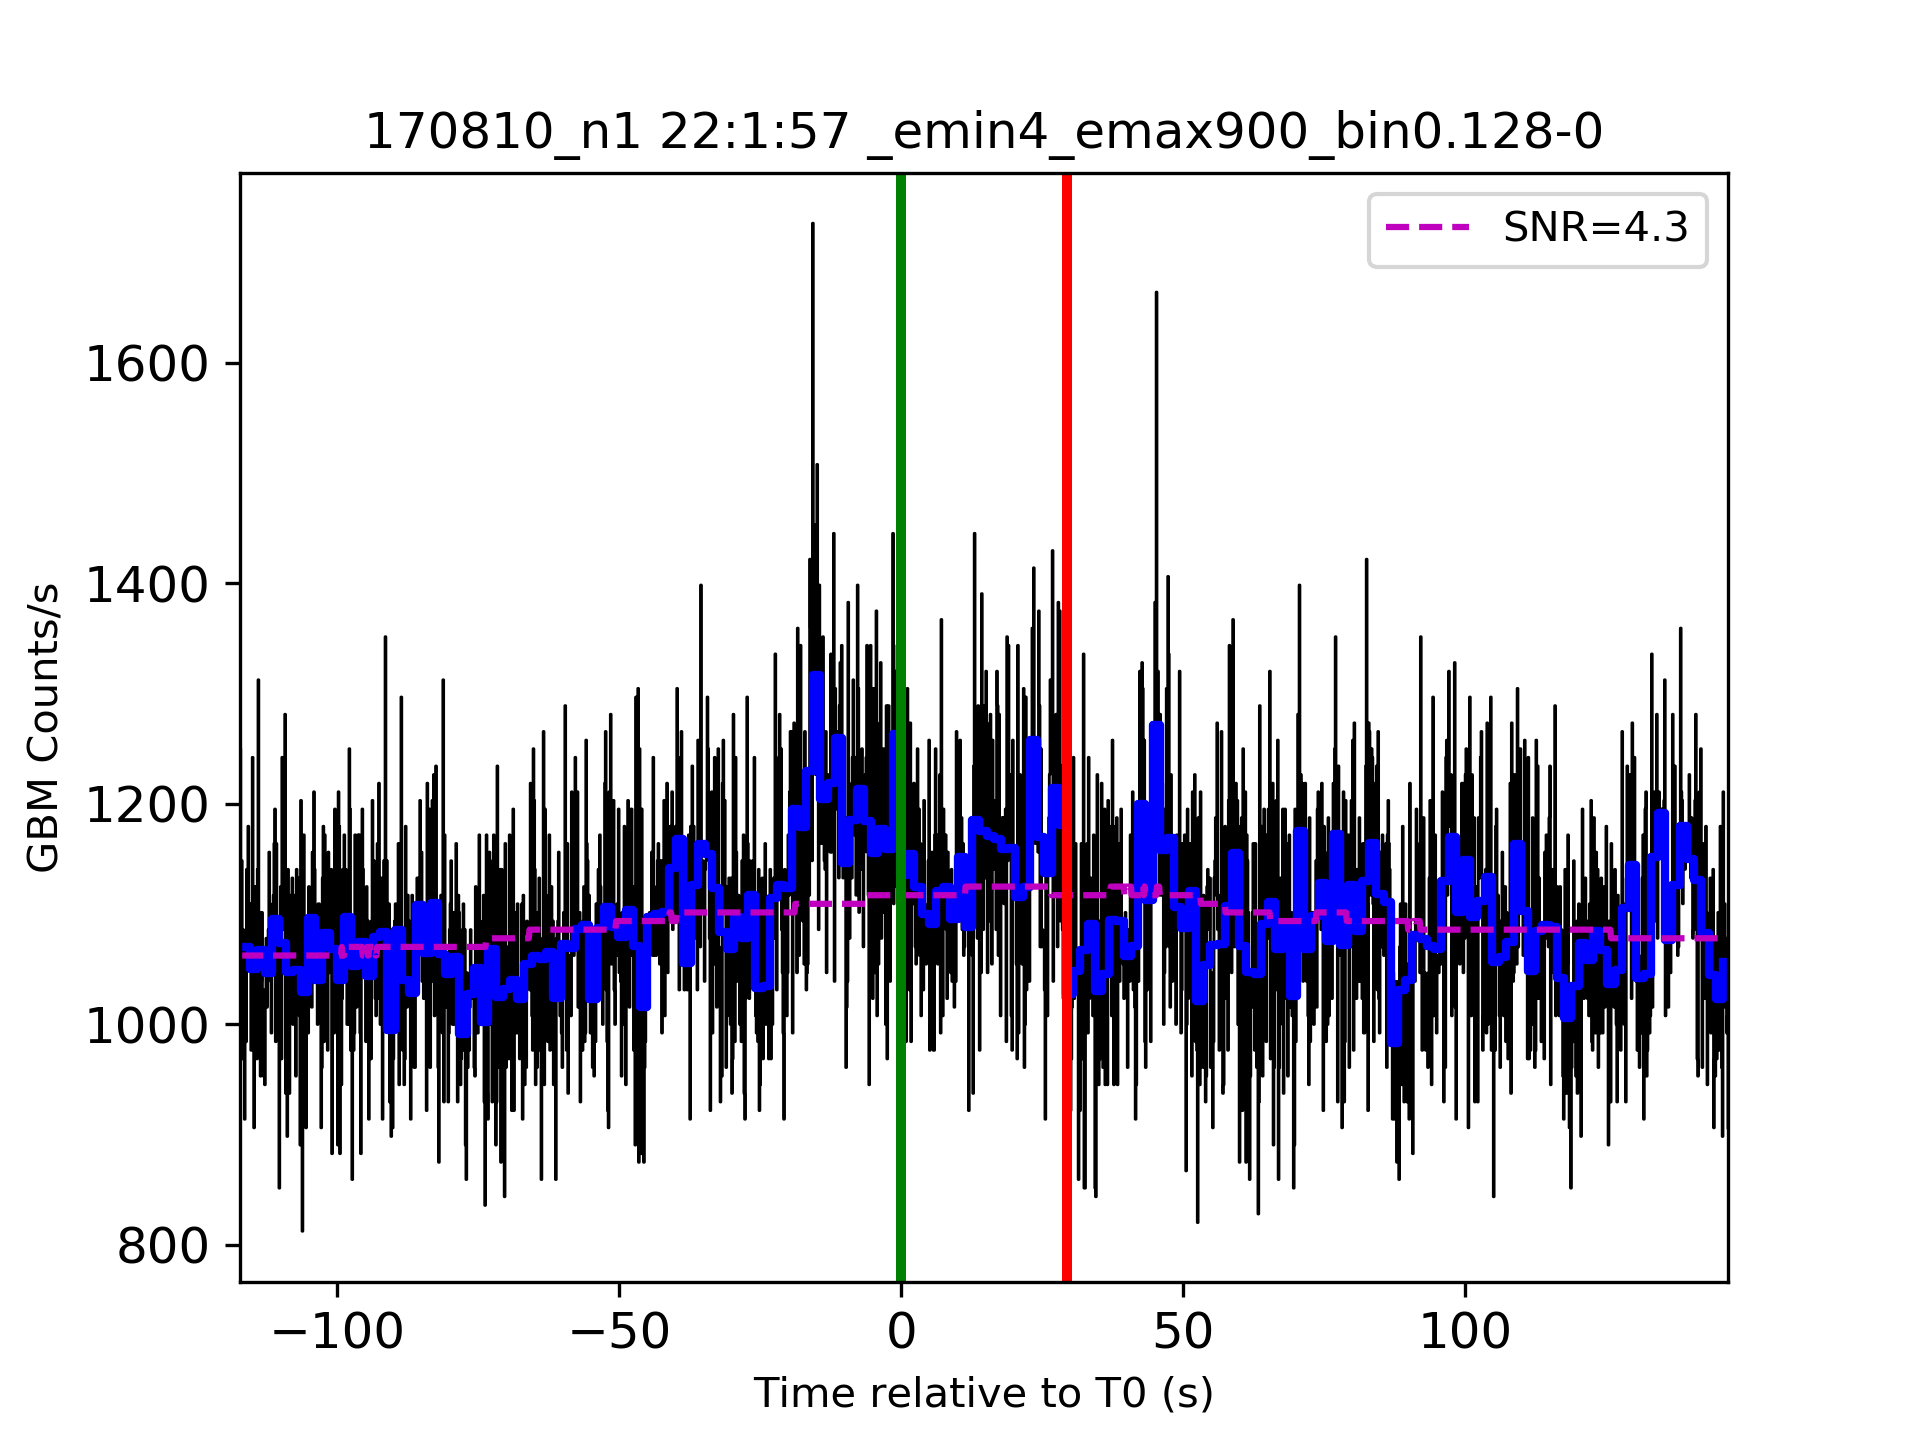 170810_n1 22:1:57 _emin4_emax900_bin0.128-0
SNR=4.3
GBM Counts/s
1600
1400
1200
1000
800
−100
−50
0
50
100
Time relative to T0 (s)